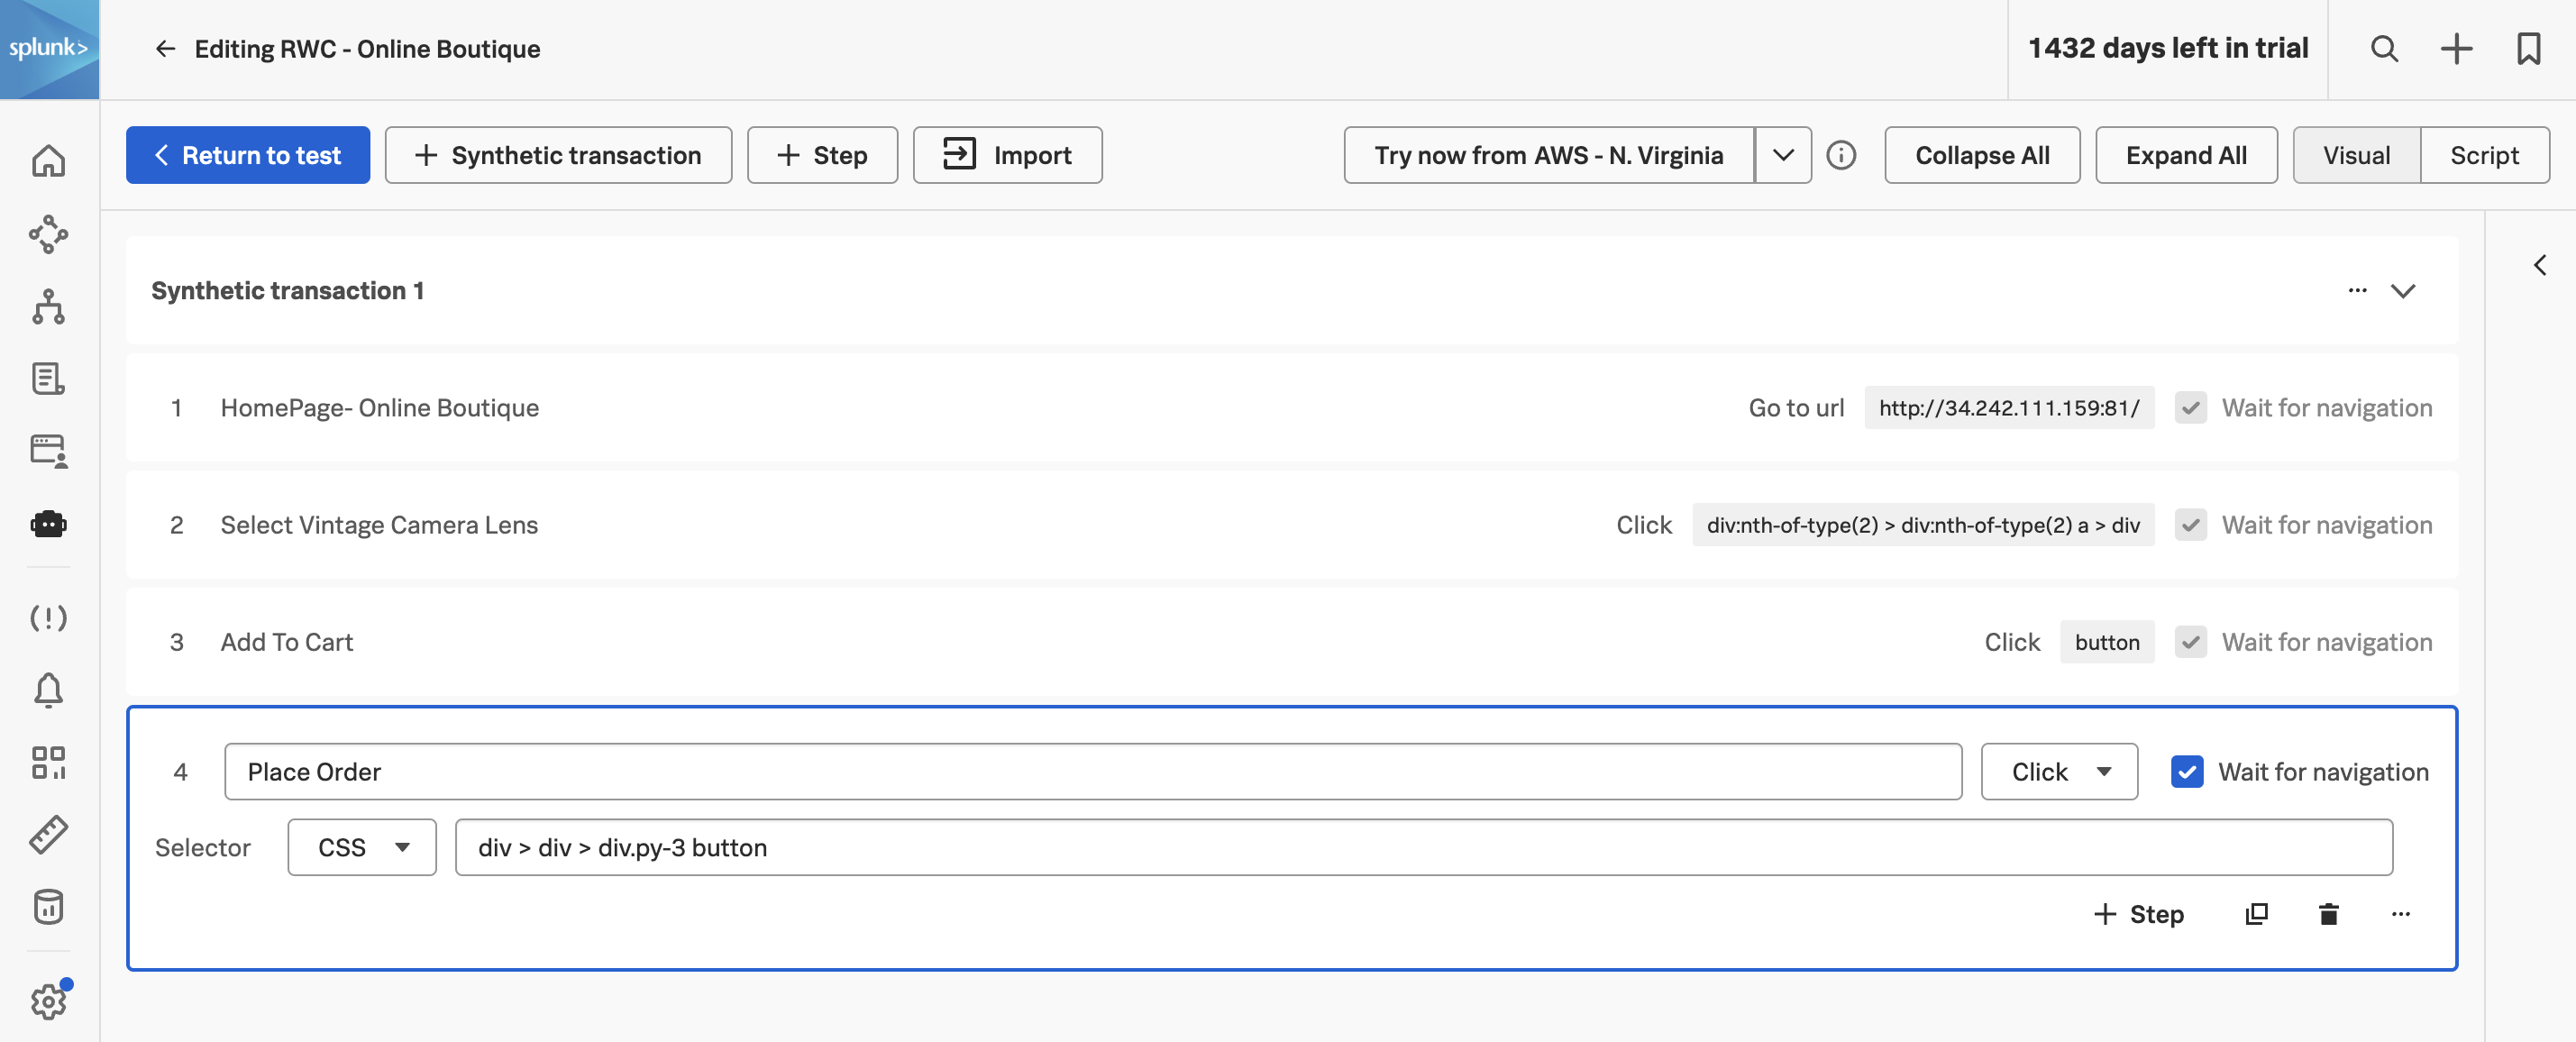 splunk>
Editing RWC - Online Boutique
1432 days left in trial
Return to test
Synthetic transaction
Step
Import
Try now from AWS - N. Virginia
Collapse All
Expand All
Visual
Script
Synthetic transaction 1
1 HomePage- Online Boutique Go to url http://34.242.111.159:81/ Wait for navigation
2 Select Vintage Camera Lens Click div:nth-of-type(2) > div:nth-of-type(2) a > div Wait for navigation
3 Add To Cart Click button Wait for navigation
4 Place Order Click Wait for navigation
Selector CSS div > div > div.py-3 button
Step